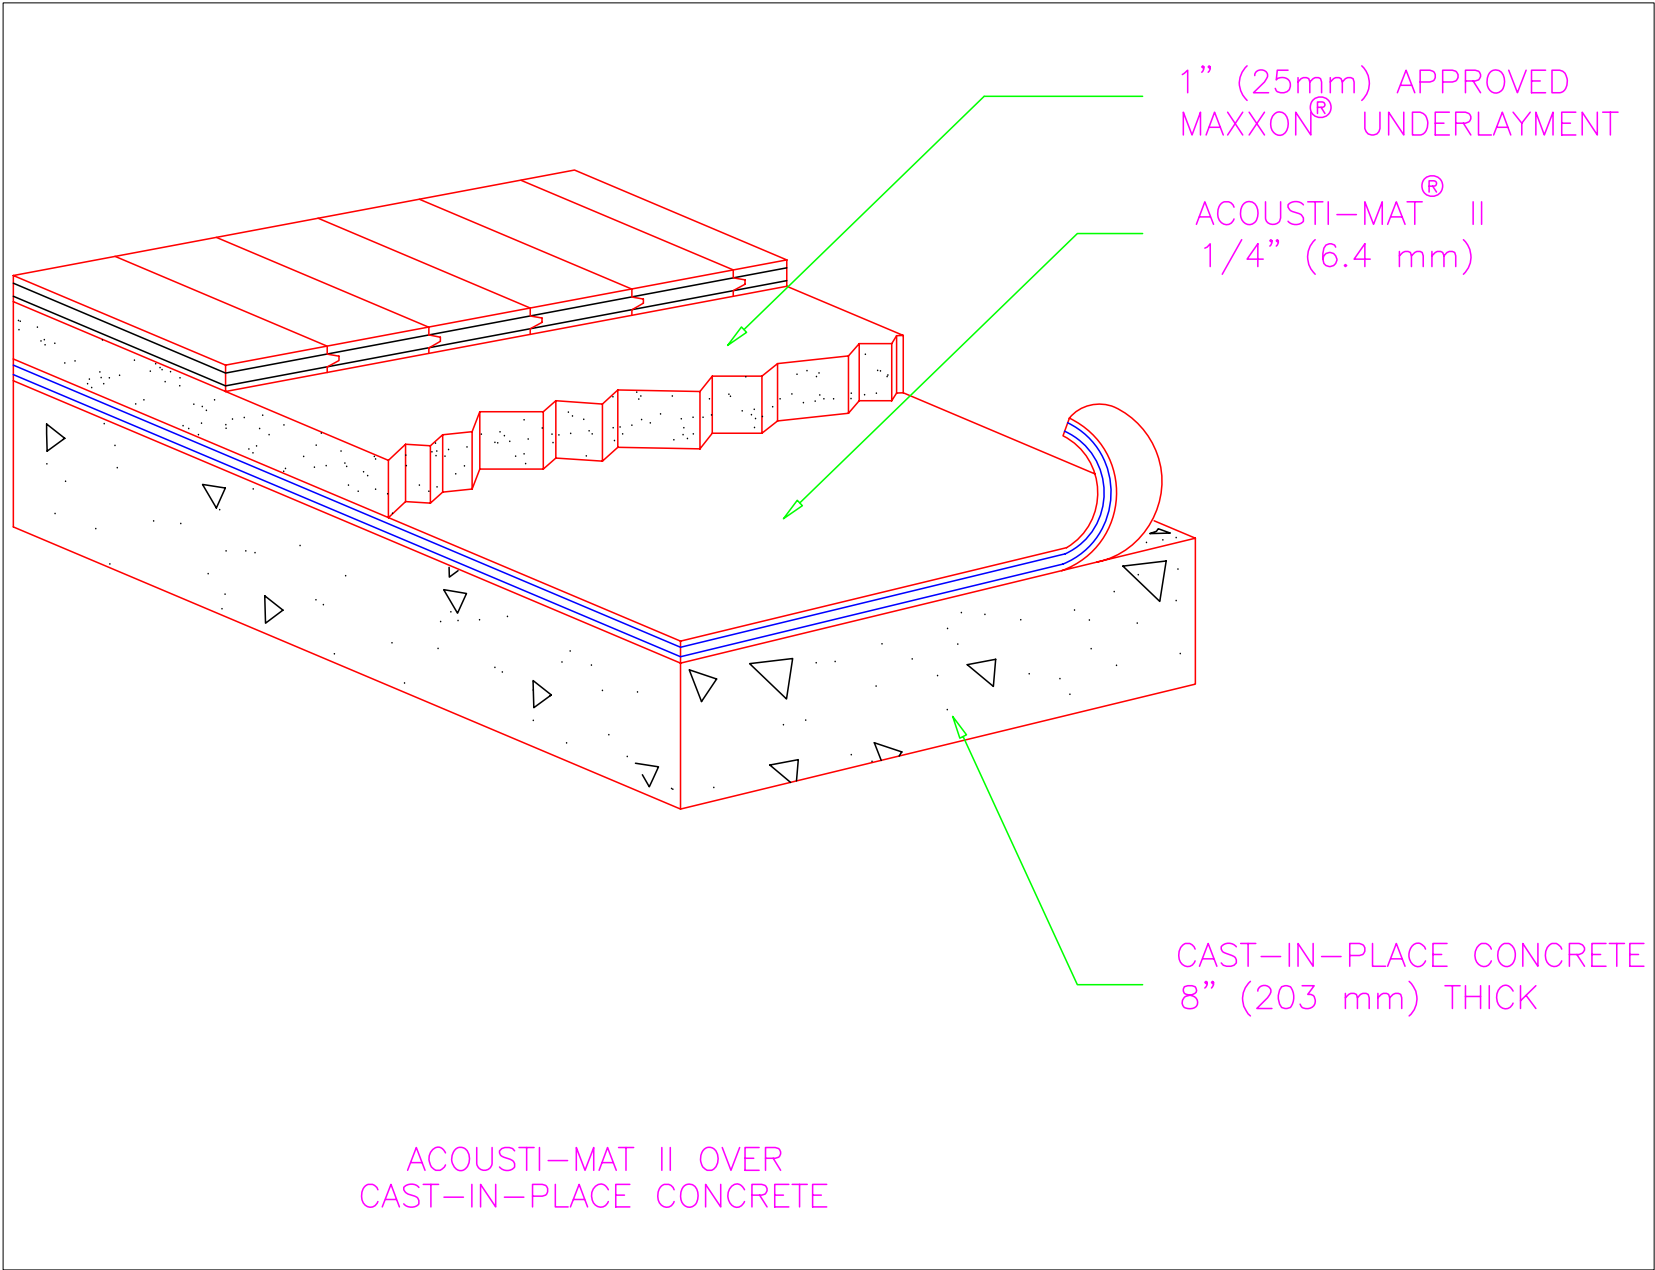 1” (25mm) APPROVED
MAXXON® UNDERLAYMENT
ACOUSTI-MAT® II
1/4” (6.4 mm)
CAST-IN-PLACE CONCRETE
8” (203 mm) THICK
ACOUSTI-MAT II OVER
CAST-IN-PLACE CONCRETE